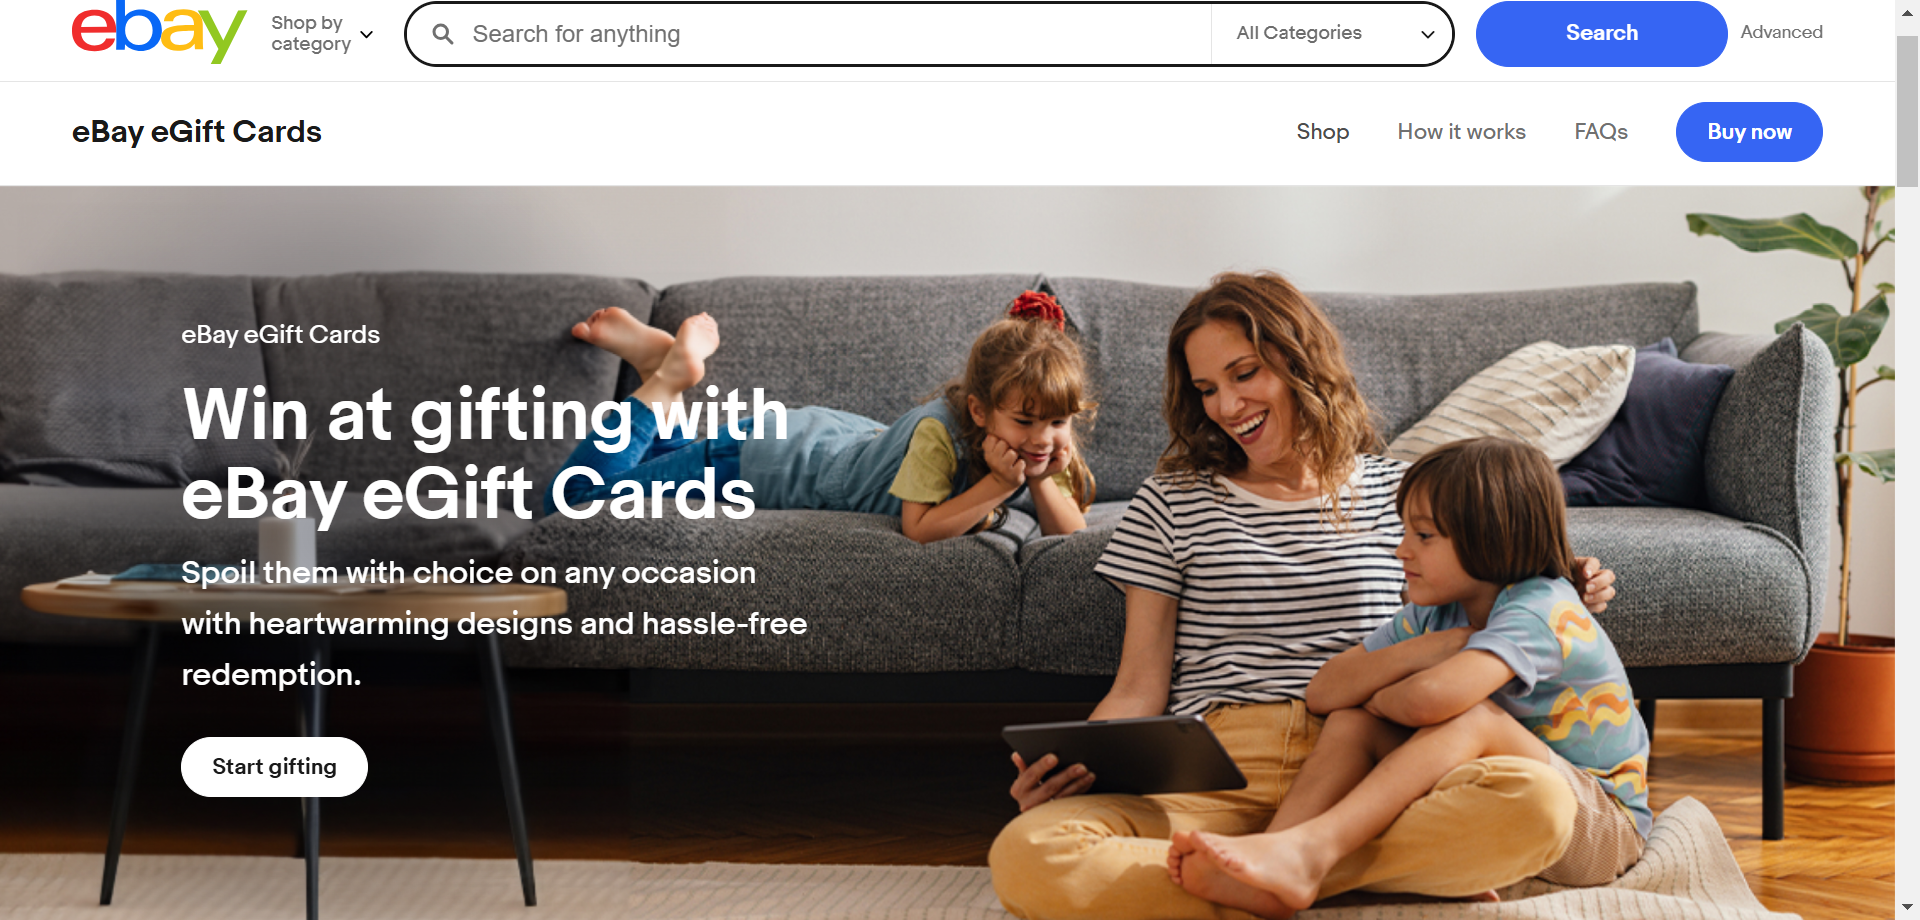 ebay
Shop by
category
Search for anything
All Categories
Search
Advanced
eBay eGift Cards
Shop
How it works
FAQs
Buy now
eBay eGift Cards
Win at gifting with
eBay eGift Cards
Spoil them with choice on any occasion
with heartwarming designs and hassle-free
redemption.
Start gifting